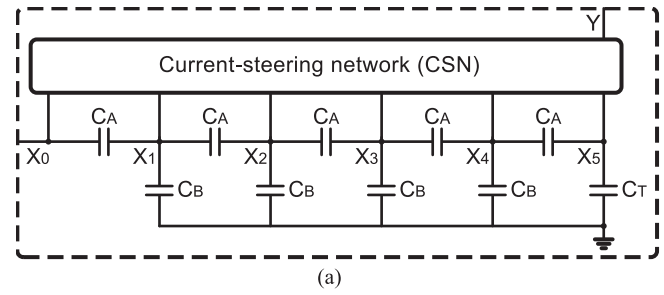 Y
Current-steering network (CSN)
CA CA CA CA CA
X0 X1 X2 X3 X4 X5
CB CB CB CB CT
(a)